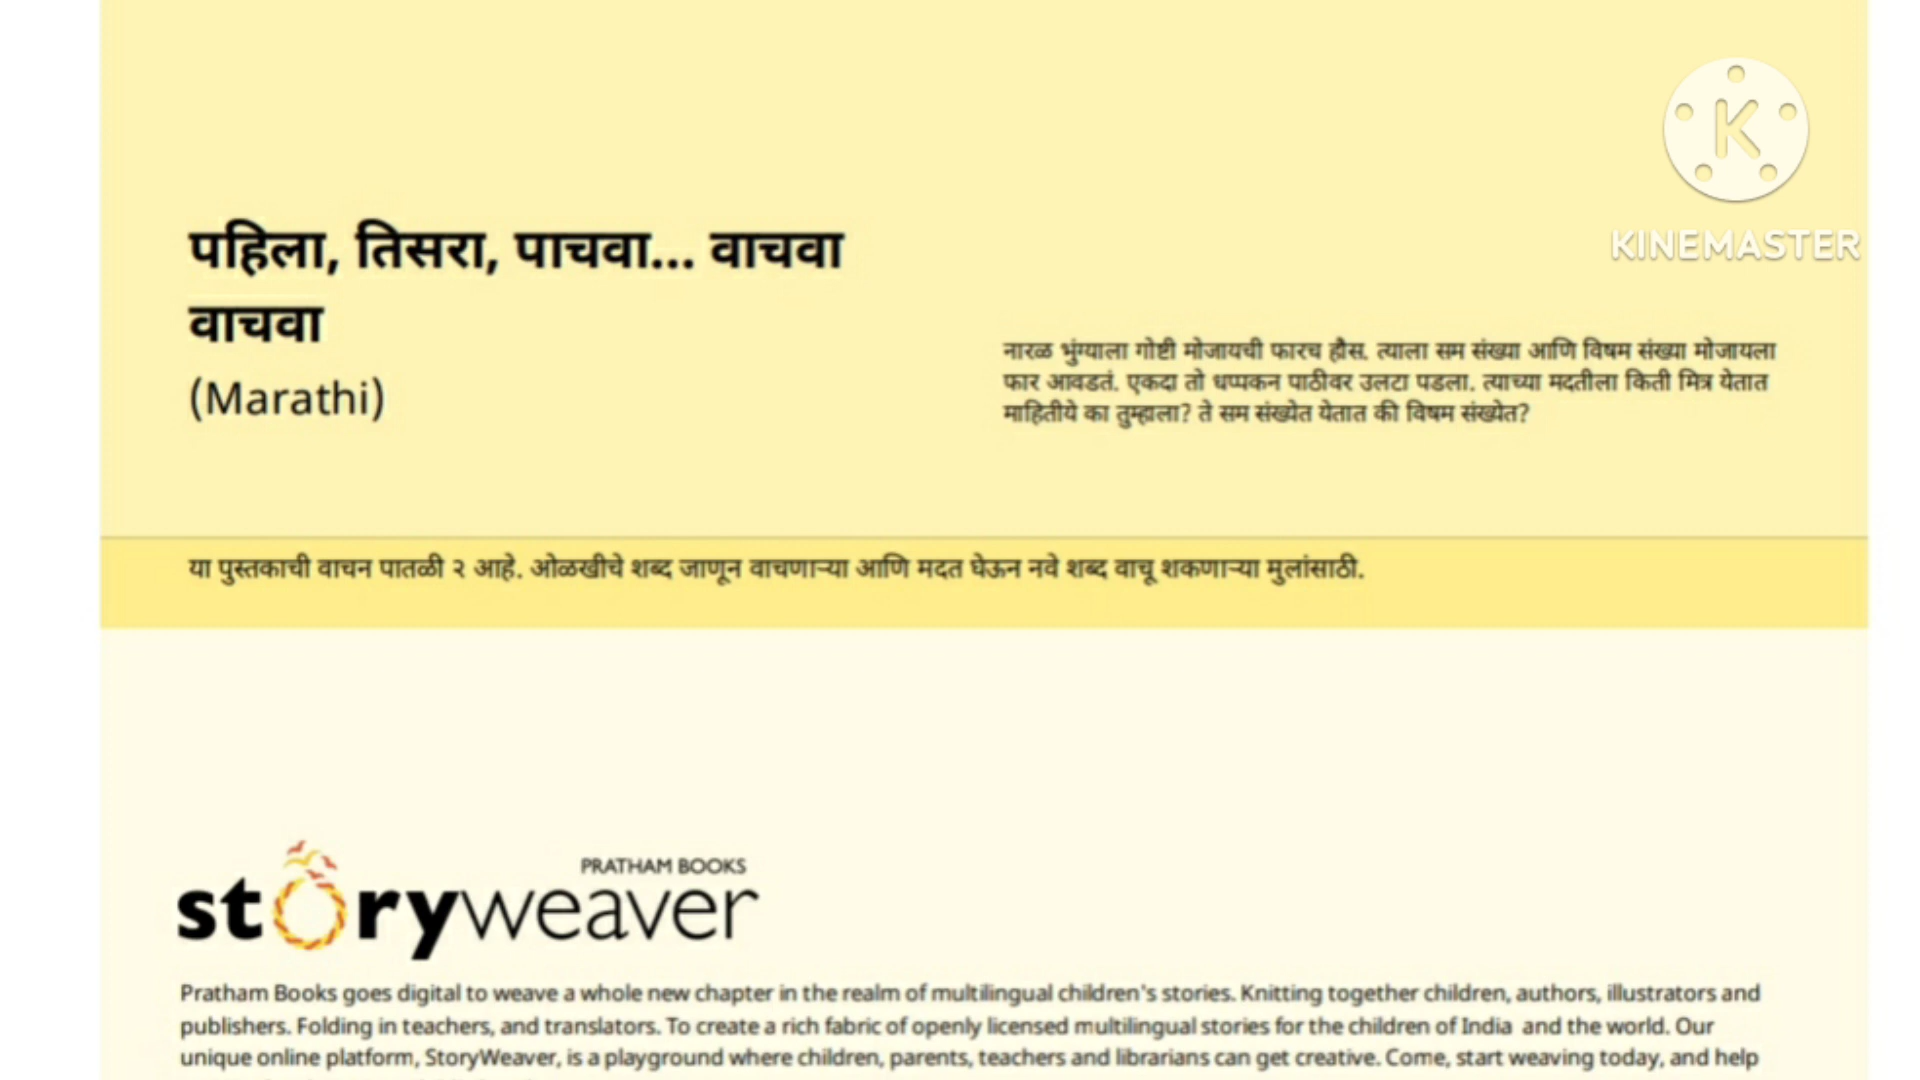 पहिला, तिसरा, पाचवा... वाचवा
वाचवा
(Marathi)
नारळ भुंग्याला गोष्टी मोजायची फारच हौस. त्याला सम संख्या आणि विषम संख्या मोजायला
फार आवडतं. एकदा तो धप्पकन पाठीवर उलटा पडला. त्याच्या मदतीला किती मित्र येतात
माहितीये का तुम्हाला? ते सम संख्येत येतात की विषम संख्येत?
KINEMASTER
या पुस्तकाची वाचन पातळी २ आहे. ओळखीचे शब्द जाणून वाचणाऱ्या आणि मदत घेऊन नवे शब्द वाचू शकणाऱ्या मुलांसाठी.
PRATHAM BOOKS
storyweaver
Pratham Books goes digital to weave a whole new chapter in the realm of multilingual children's stories. Knitting together children, authors, illustrators and
publishers. Folding in teachers, and translators. To create a rich fabric of openly licensed multilingual stories for the children of India and the world. Our
unique online platform, StoryWeaver, is a playground where children, parents, teachers and librarians can get creative. Come, start weaving today, and help